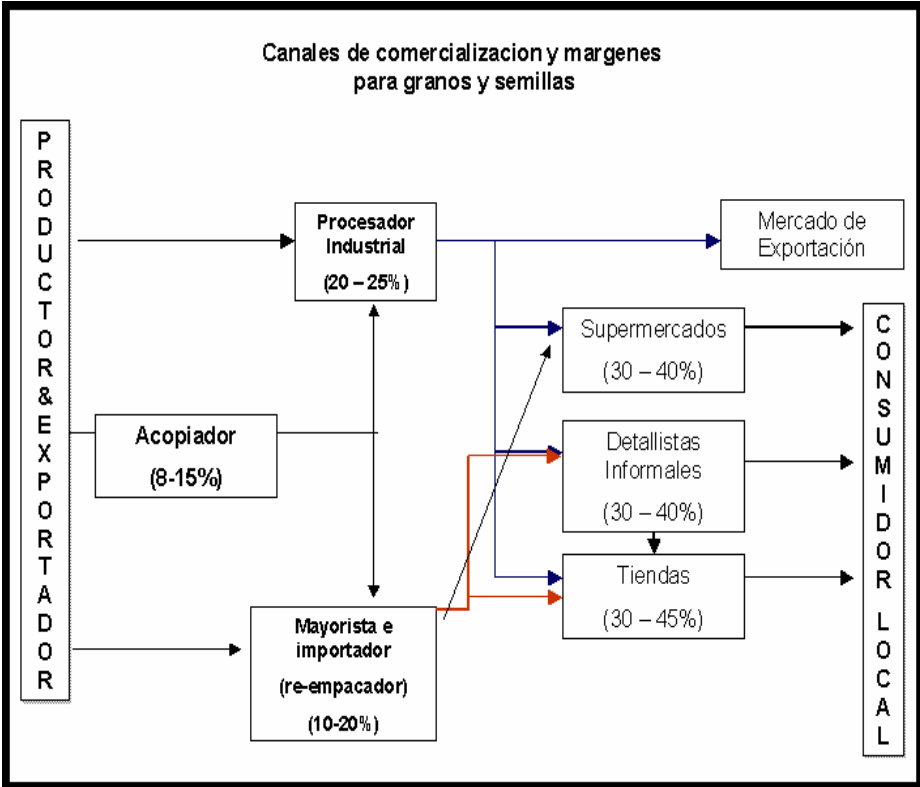 Canales de comercializacion y margenes
para granos y semillas
PRODUCTOR&EXPORTADOR
Procesador
Industrial
(20 – 25%)
Mercado de
Exportación
Supermercados
(30 – 40%)
Acopiador
(8-15%)
Detallistas
Informales
(30 – 40%)
Tiendas
(30 – 45%)
Mayorista e
importador
(re-empacador)
(10-20%)
CONSUMIDOR LOCAL